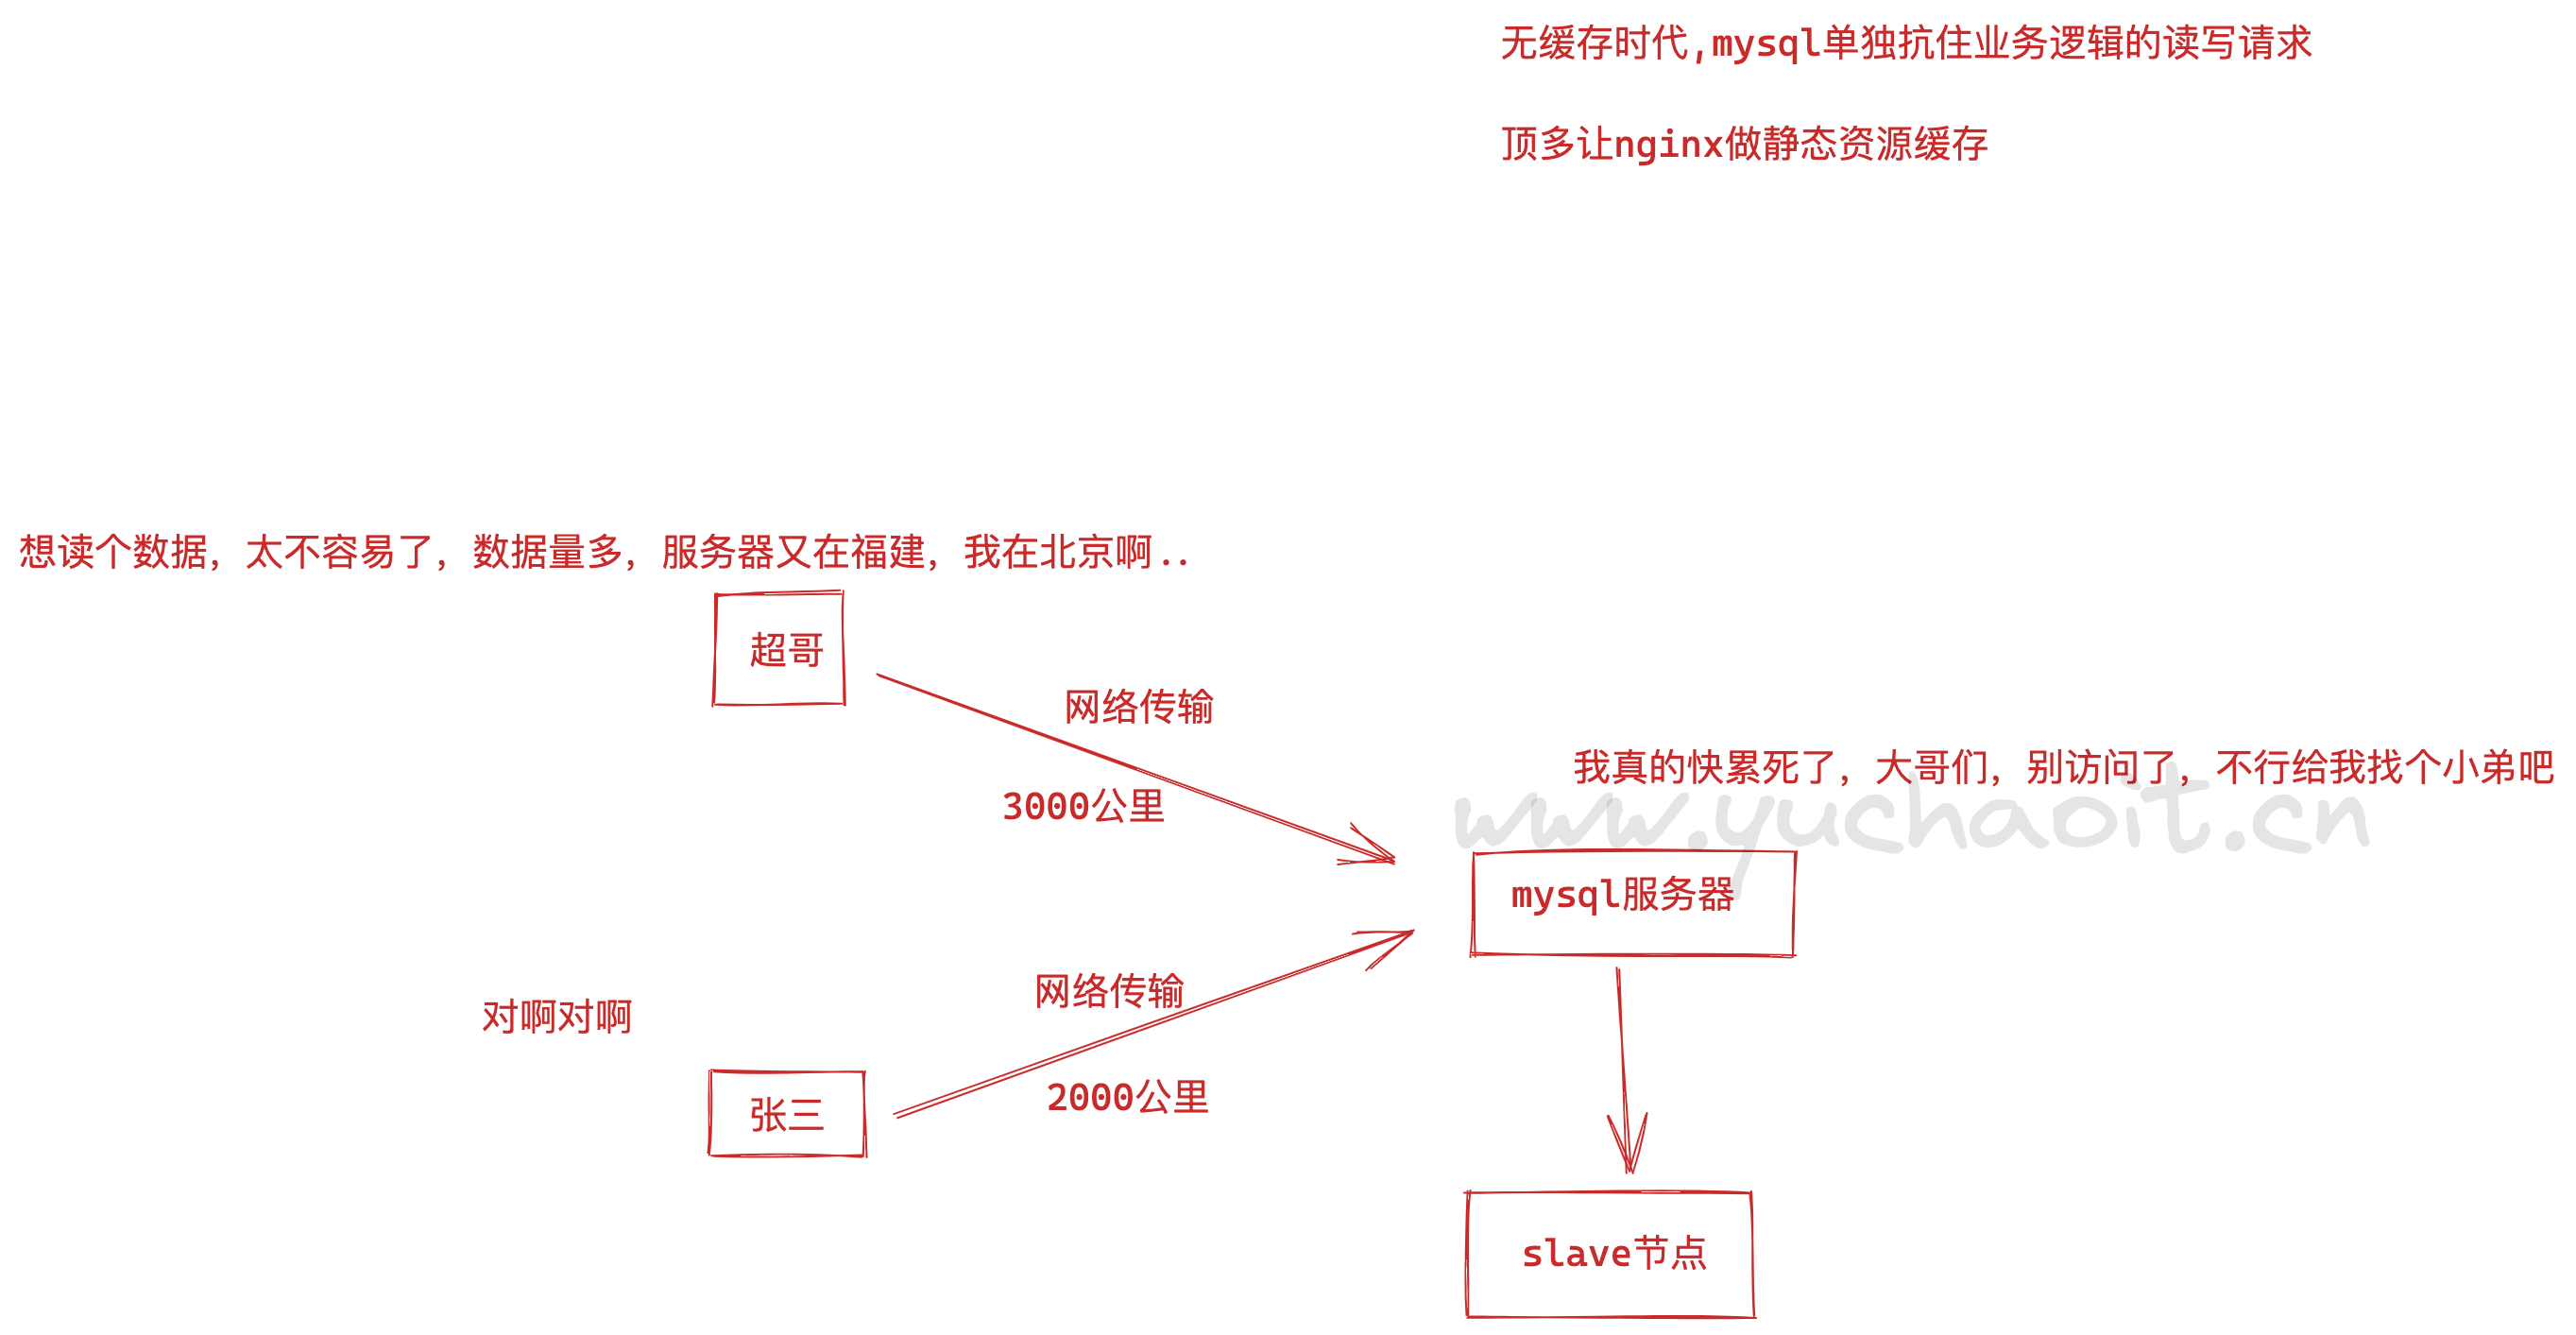 无缓存时代,mysql单独抗住业务逻辑的读写请求
顶多让nginx做静态资源缓存
想读个数据，太不容易了，数据量多，服务器又在福建，我在北京啊..
超哥
网络传输
3000公里
我真的快累死了，大哥们，别访问了，不行给我找个小弟吧
www.yuchaoit.cn
mysql服务器
网络传输
对啊对啊
2000公里
张三
slave节点